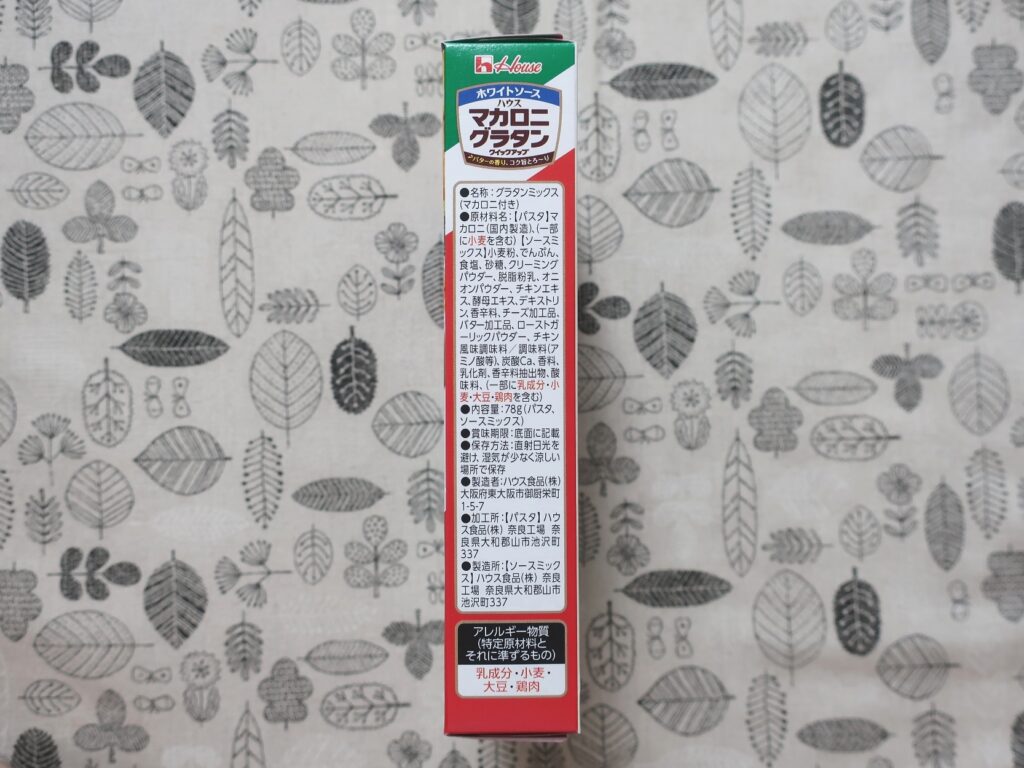 House
ホワイトソース
ハウス
マカロニ
グラタン
クイックアップ
バターの香り、コク旨とろ〜り
●名称:グラタンミックス
(マカロニ付き)
●原材料名:【パスタ】マ
カロニ(国内製造)、(一部
に小麦を含む)【ソースミ
ックス】小麦粉、でんぷん、
食塩、砂糖、クリーミング
パウダー、脱脂粉乳、オニ
オンパウダー、チキンエキ
ス、酵母エキス、デキストリ
ン、香辛料、チーズ加工品、
バター加工品、ローストガ
ーリックパウダー、チキン
風味調味料/調味料(ア
ミノ酸等)、炭酸Ca、香料、
乳化剤、香辛料抽出物、酸
味料、(一部に乳成分・小
麦・大豆・鶏肉を含む)
●内容量:78g(パスタ、
ソースミックス)
●賞味期限:底面に記載
●保存方法:直射日光を
避け、湿気が少なく涼しい
場所で保存
●製造者:ハウス食品(株)
大阪府東大阪市御厨栄町
1-5-7
●加工所:【パスタ】ハウ
ス食品(株) 奈良工場 奈
良県大和郡山市池沢町
337
●製造所:【ソースミック
ス】ハウス食品(株) 奈良
工場 奈良県大和郡山市
池沢町337
アレルギー物質
(特定原材料と
それに準ずるもの)
乳成分・小麦・
大豆・鶏肉